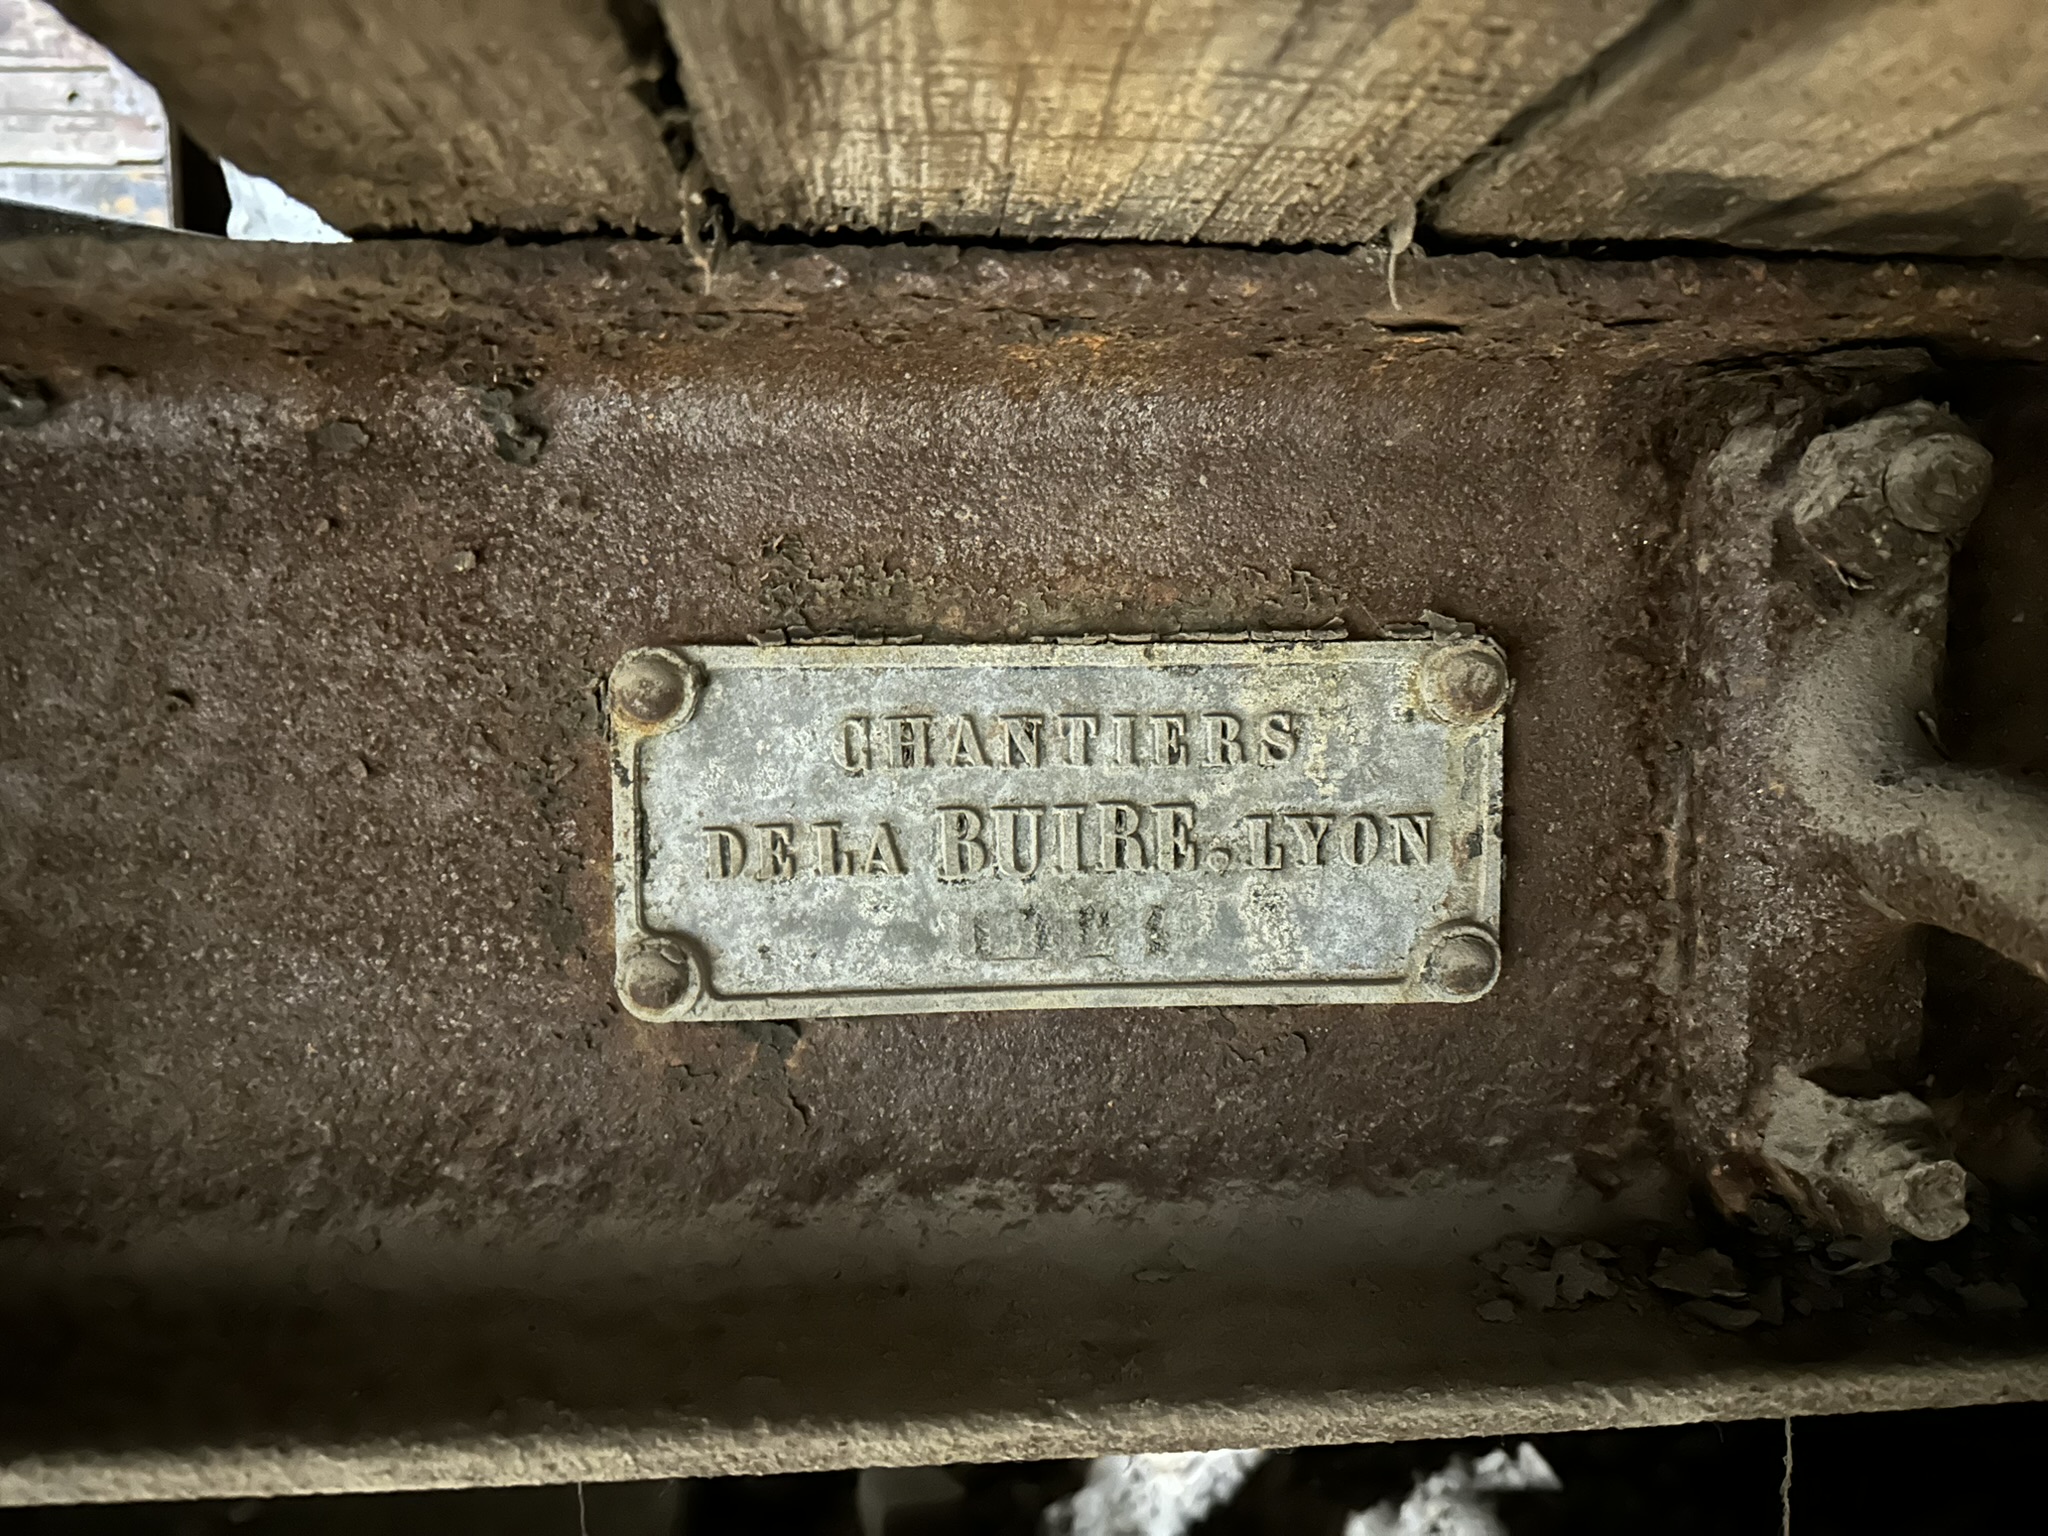 CHANTIERS
DE LA BUIRE, LYON